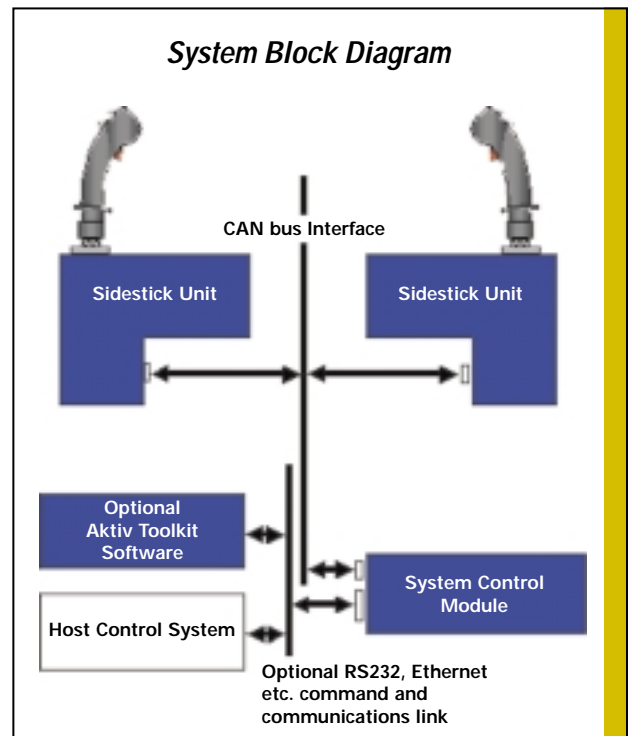 System Block Diagram
CAN bus Interface
Sidestick Unit
Sidestick Unit
Optional
Aktiv Toolkit
Software
System Control
Module
Host Control System
Optional RS232, Ethernet
etc. command and
communications link